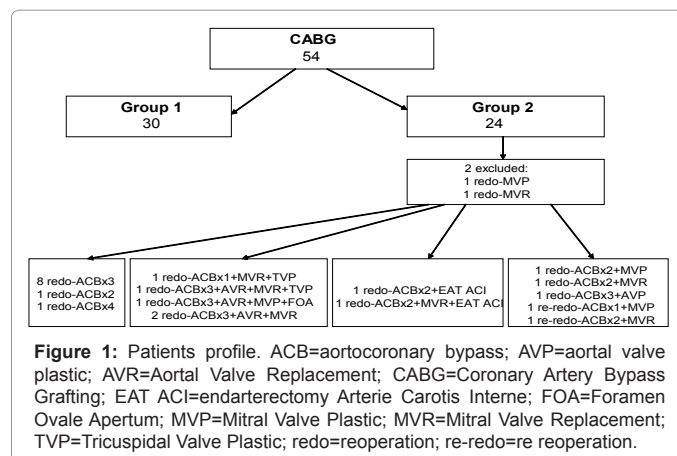 CABG
54
Group 1
30
Group 2
24
2 excluded:
1 redo-MVP
1 redo-MVR
8 redo-ACBx3
1 redo-ACBx2
1 redo-ACBx4
1 redo-ACBx1+MVR+TVP
1 redo-ACBx3+AVR+MVR+TVP
1 redo-ACBx3+AVR+MVP+FOA
2 redo-ACBx3+AVR+MVR
1 redo-ACBx2+EAT ACI
1 redo-ACBx2+MVR+EAT ACI
1 redo-ACBx2+MVP
1 redo-ACBx2+MVR
1 redo-ACBx3+AVP
1 re-redo-ACBx1+MVP
1 re-redo-ACBx2+MVR
Figure 1: Patients profile. ACB=aortocoronary bypass; AVP=aortal valve
plastic; AVR=Aortal Valve Replacement; CABG=Coronary Artery Bypass
Grafting; EAT ACI=endarterectomy Arterie Carotis Interne; FOA=Foramen
Ovale Apertum; MVP=Mitral Valve Plastic; MVR=Mitral Valve Replacement;
TVP=Tricuspidal Valve Plastic; redo=reoperation; re-redo=re reoperation.